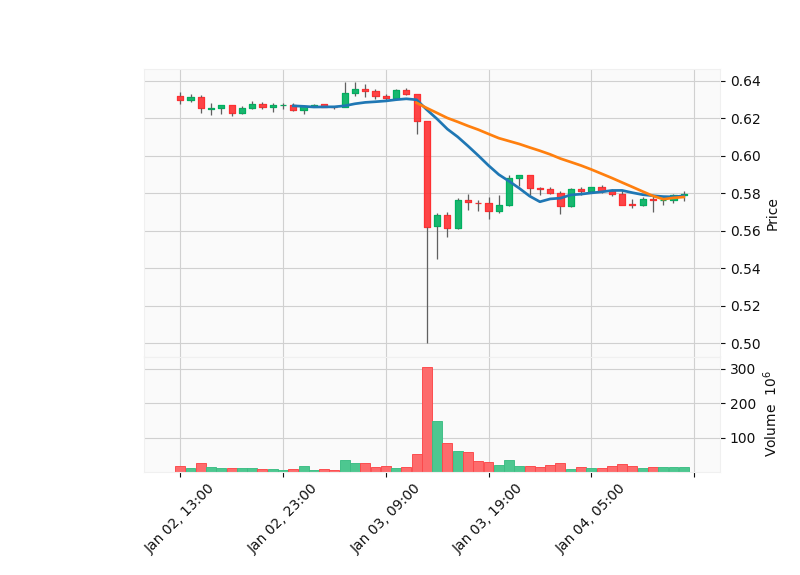 0.64
0.62
0.60
0.58
0.56
0.54
0.52
0.50
Price
300
200
100
Volume 10^6
Jan 02, 13:00
Jan 02, 23:00
Jan 03, 09:00
Jan 03, 19:00
Jan 04, 05:00